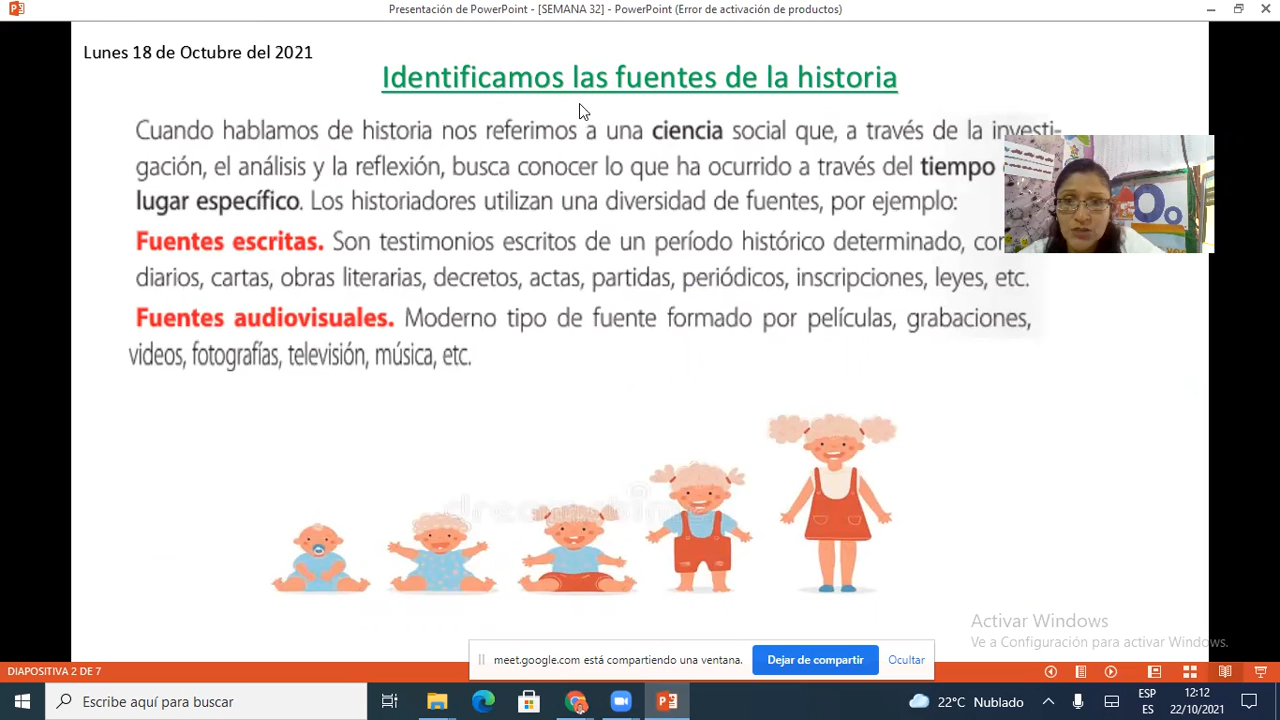 Presentación de PowerPoint - [SEMANA 32] - PowerPoint (Error de activación de productos)
Lunes 18 de Octubre del 2021
Identificamos las fuentes de la historia
Cuando hablamos de historia nos referimos a una ciencia social que, a través de la investi-
gación, el análisis y la reflexión, busca conocer lo que ha ocurrido a través del tiempo
lugar específico. Los historiadores utilizan una diversidad de fuentes, por ejemplo:
Fuentes escritas. Son testimonios escritos de un período histórico determinado,
diarios, cartas, obras literarias, decretos, actas, partidas, periódicos, inscripciones, leyes, etc.
Fuentes audiovisuales. Moderno tipo de fuente formado por películas, grabaciones,
videos, fotografías, televisión, música, etc.
Activar Windows
Ve a Configuración para activar Windows.
meet.google.com está compartiendo una ventana.
Dejar de compartir
Ocultar
DIAPOSITIVA 2 DE 7
Escribe aquí para buscar
22°C Nublado
ESP
ES
12:12
22/10/2021